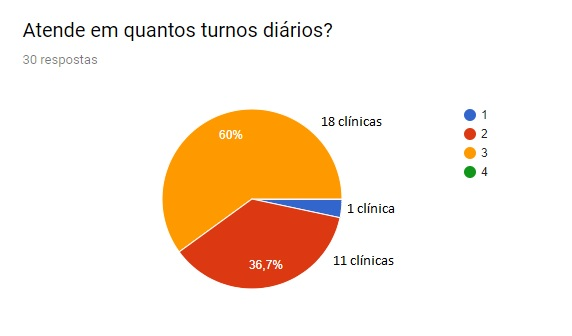 Atende em quantos turnos diários?
30 respostas
60%
18 clínicas
1 clínica
36,7%
11 clínicas
1
2
3
4